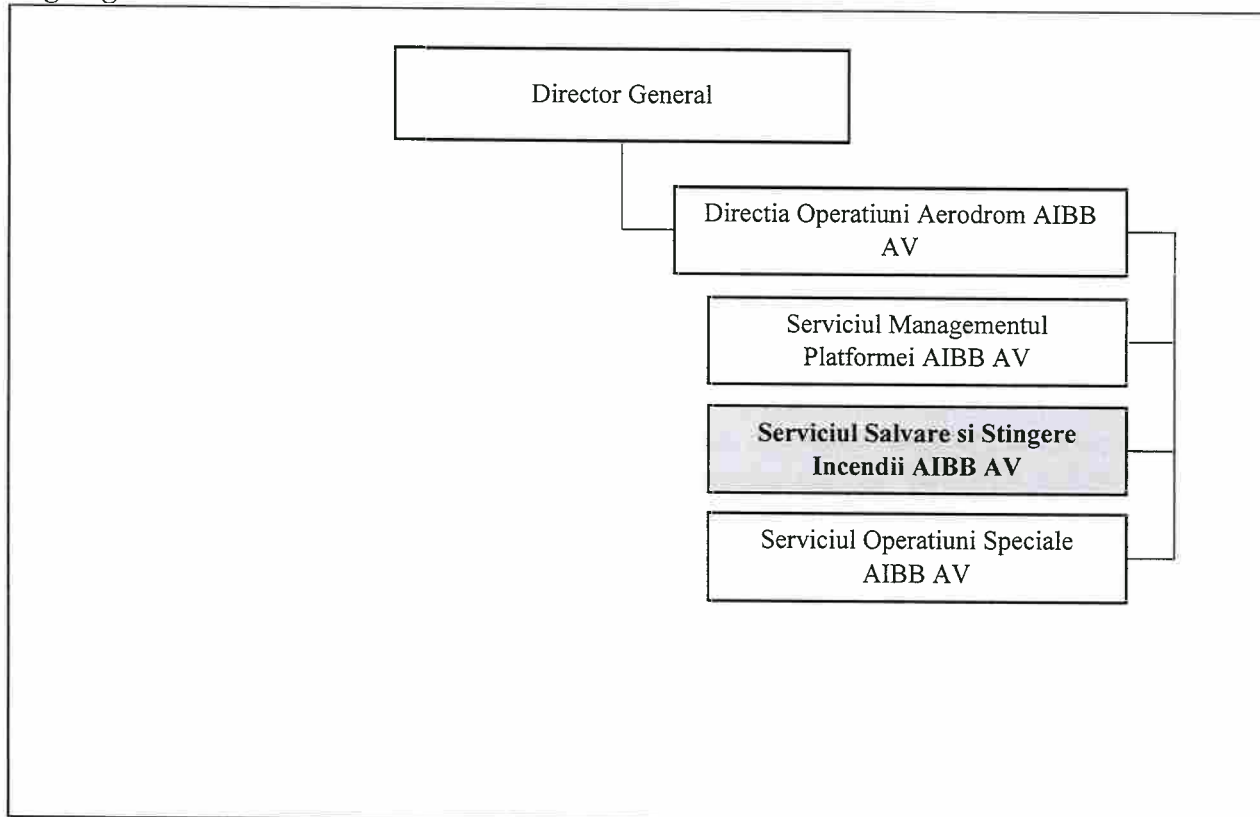 Director General
Directia Operatiuni Aerodrom AIBB
AV
Serviciul Managementul
Platformei AIBB AV
Serviciul Salvare si Stingere
Incendii AIBB AV
Serviciul Operatiuni Speciale
AIBB AV